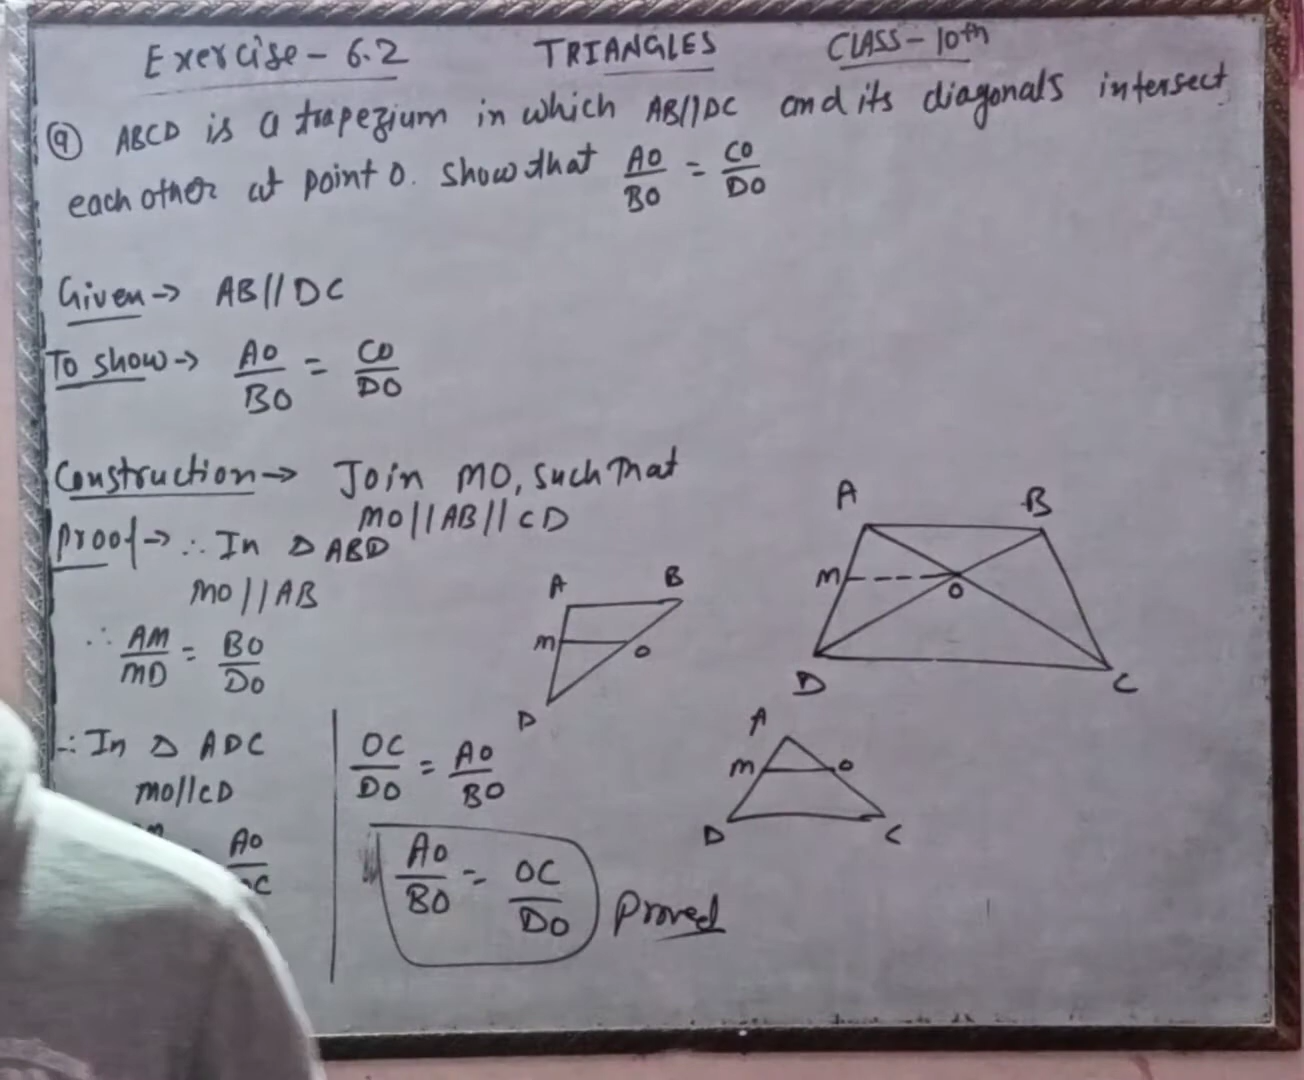 Exercise - 6.2 TRIANGLES CLASS - 10th
(9) ABCD is a trapezium in which AB//DC and its diagonals intersect
each other at point O. show that AO/BO = CO/DO
Given → AB//DC
To show → AO/BO = CO/DO
Construction → Join MO, such that
MO//AB//CD
Proof → ∴ In △ ABD
MO//AB
∴ AM/MD = BO/DO
∴ In △ ADC
MO//CD
AO
OC/DO = AO/BO
AO/BO = OC/DO Proved
A B
M O
D
A B
M O
D C
A
M O
D C